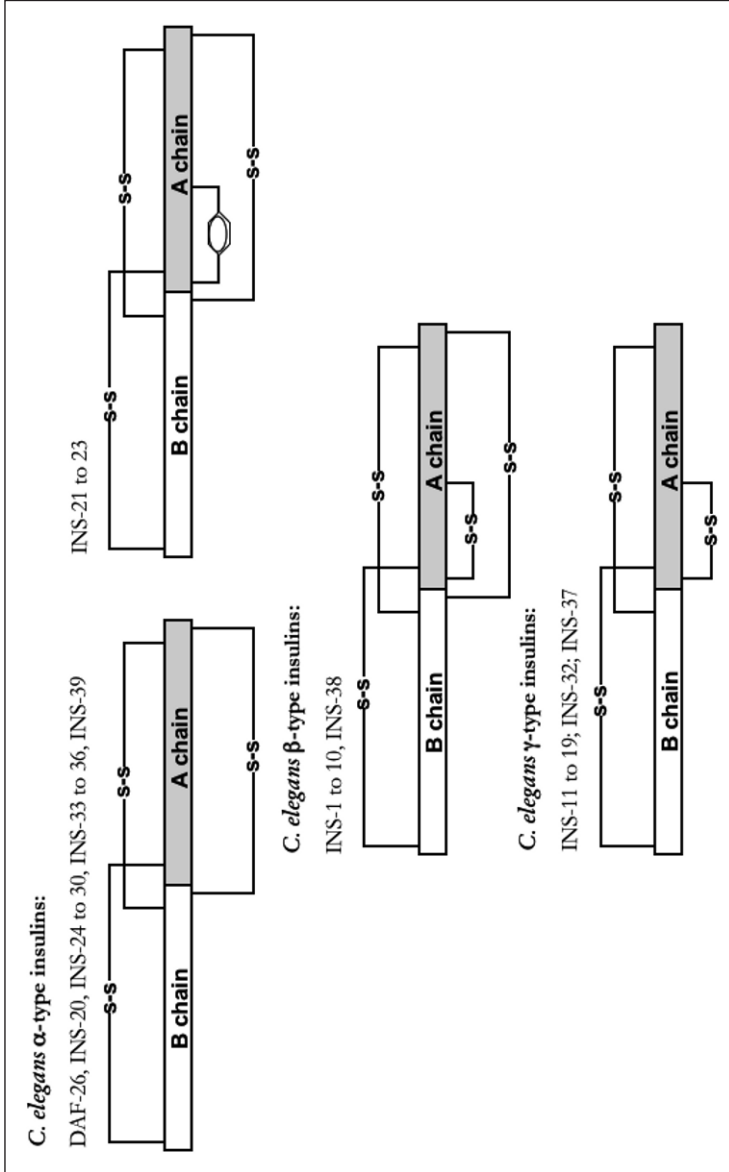 C. elegans α-type insulins:
DAF-26, INS-20, INS-24 to 30, INS-33 to 36, INS-39
s-s
s-s
B chain
A chain
s-s
INS-21 to 23
s-s
s-s
B chain
A chain
s-s
C. elegans β-type insulins:
INS-1 to 10, INS-38
s-s
s-s
B chain
A chain
s-s
s-s
C. elegans γ-type insulins:
INS-11 to 19; INS-32; INS-37
s-s
s-s
B chain
A chain
s-s